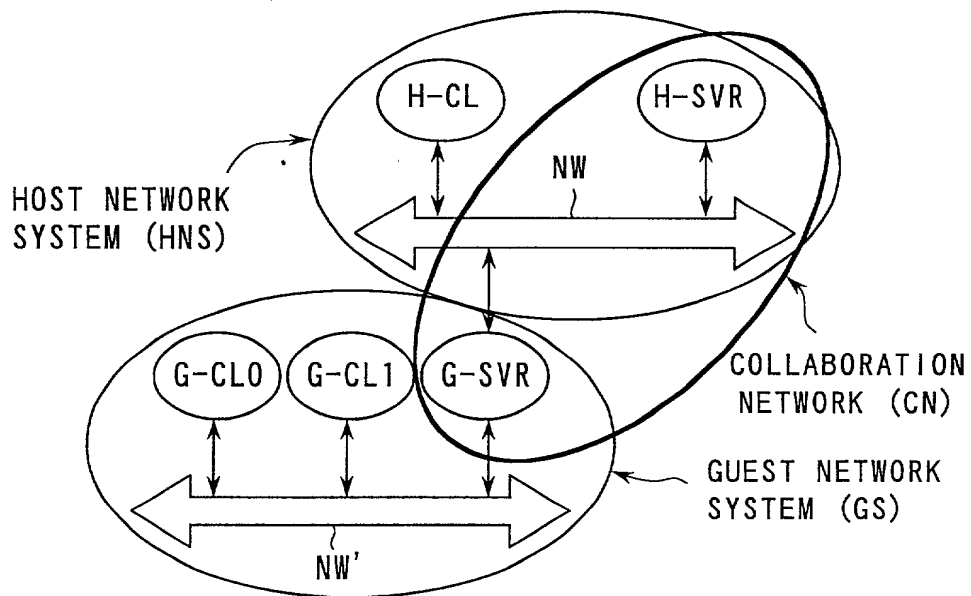 H-CL
H-SVR
NW
HOST NETWORK
SYSTEM (HNS)
G-CL0
G-CL1
G-SVR
COLLABORATION
NETWORK (CN)
GUEST NETWORK
SYSTEM (GS)
NW'